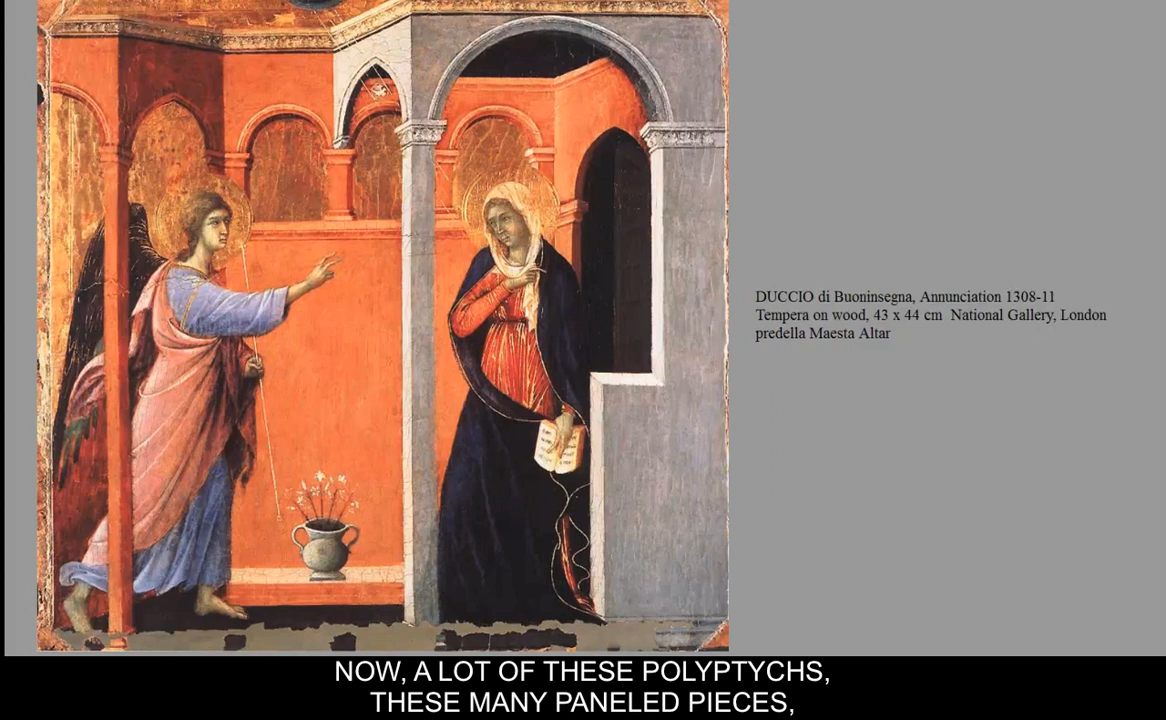 DUCCIO di Buoninsegna, Annunciation 1308-11
Tempera on wood, 43 x 44 cm  National Gallery, London
predella Maesta Altar
NOW, A LOT OF THESE POLYPTYCHS,
THESE MANY PANELED PIECES,